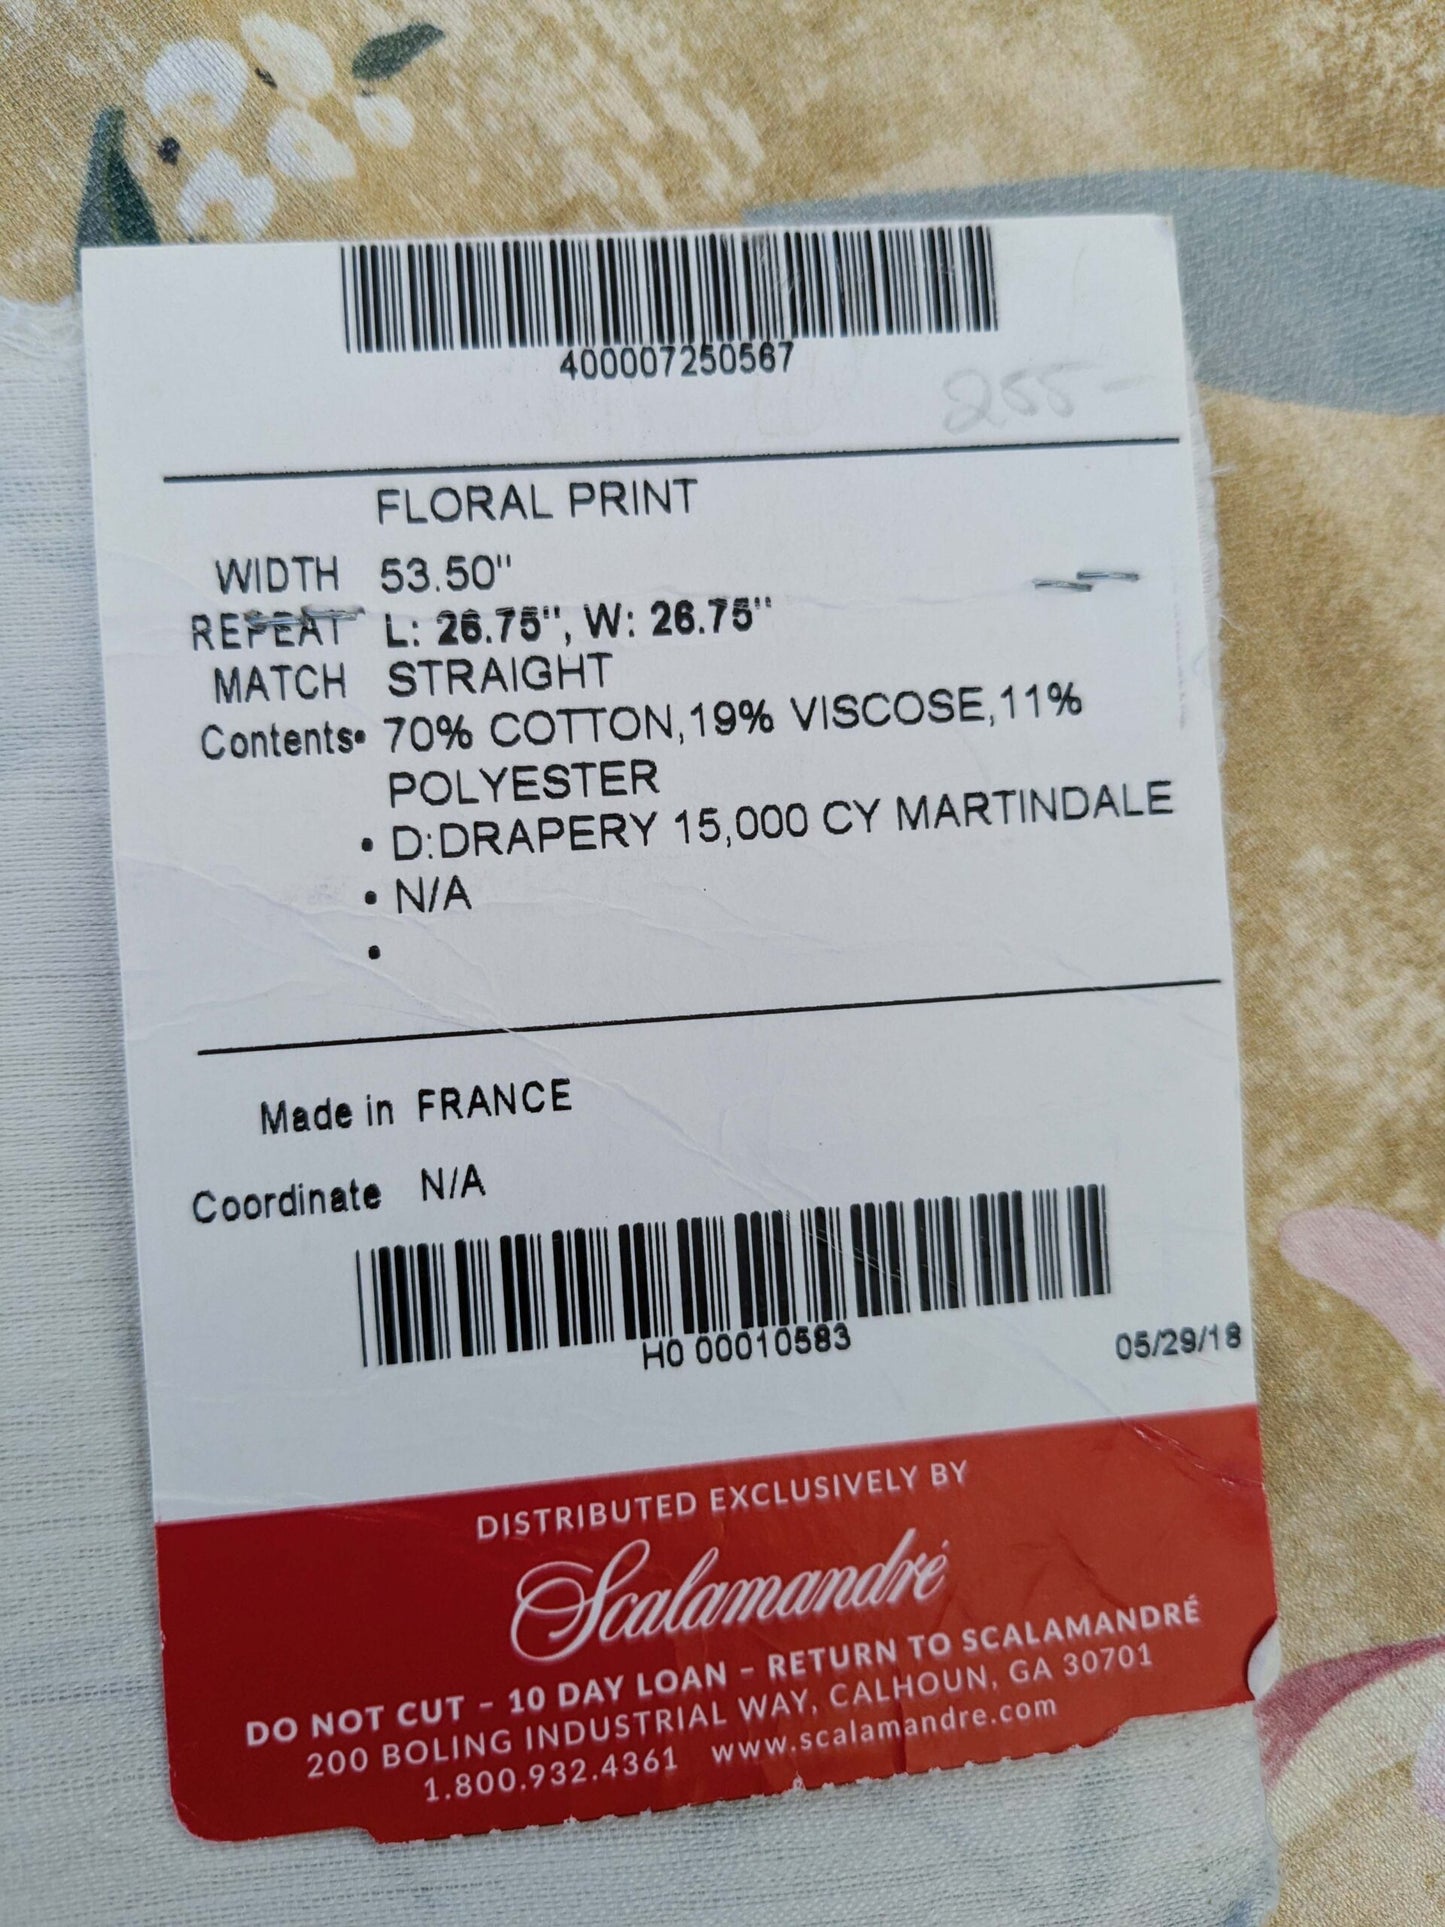 400007250567
255-
FLORAL PRINT
WIDTH 53.50"
REPEAT L: 26.75", W: 26.75"
MATCH STRAIGHT
Contents• 70% COTTON,19% VISCOSE,11%
POLYESTER
• D:DRAPERY 15,000 CY MARTINDALE
• N/A
•
Made in FRANCE
Coordinate N/A
H0 00010583
05/29/18
DISTRIBUTED EXCLUSIVELY BY
Scalamandré
DO NOT CUT – 10 DAY LOAN – RETURN TO SCALAMANDRÉ
200 BOLING INDUSTRIAL WAY, CALHOUN, GA 30701
1.800.932.4361 www.scalamandre.com